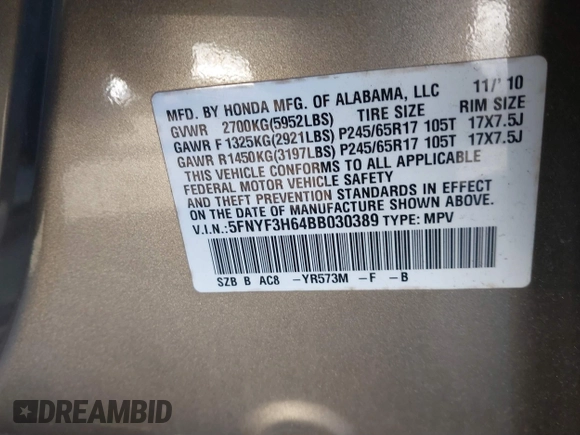 MFD. BY HONDA MFG. OF ALABAMA, LLC 11/' 10
GVWR 2700KG(5952LBS) TIRE SIZE RIM SIZE
GAWR F 1325KG(2921LBS) P245/65R17 105T 17X7.5J
GAWR R1450KG(3197LBS) P245/65R17 105T 17X7.5J
THIS VEHICLE CONFORMS TO ALL APPLICABLE
FEDERAL MOTOR VEHICLE SAFETY
AND THEFT PREVENTION STANDARDS IN EFFECT
ON THE DATE OF MANUFACTURE SHOWN ABOVE.
V.I.N.:5FNYF3H64BB030389 TYPE: MPV
SZB B AC8 -YR573M -F -B
DREAMBID